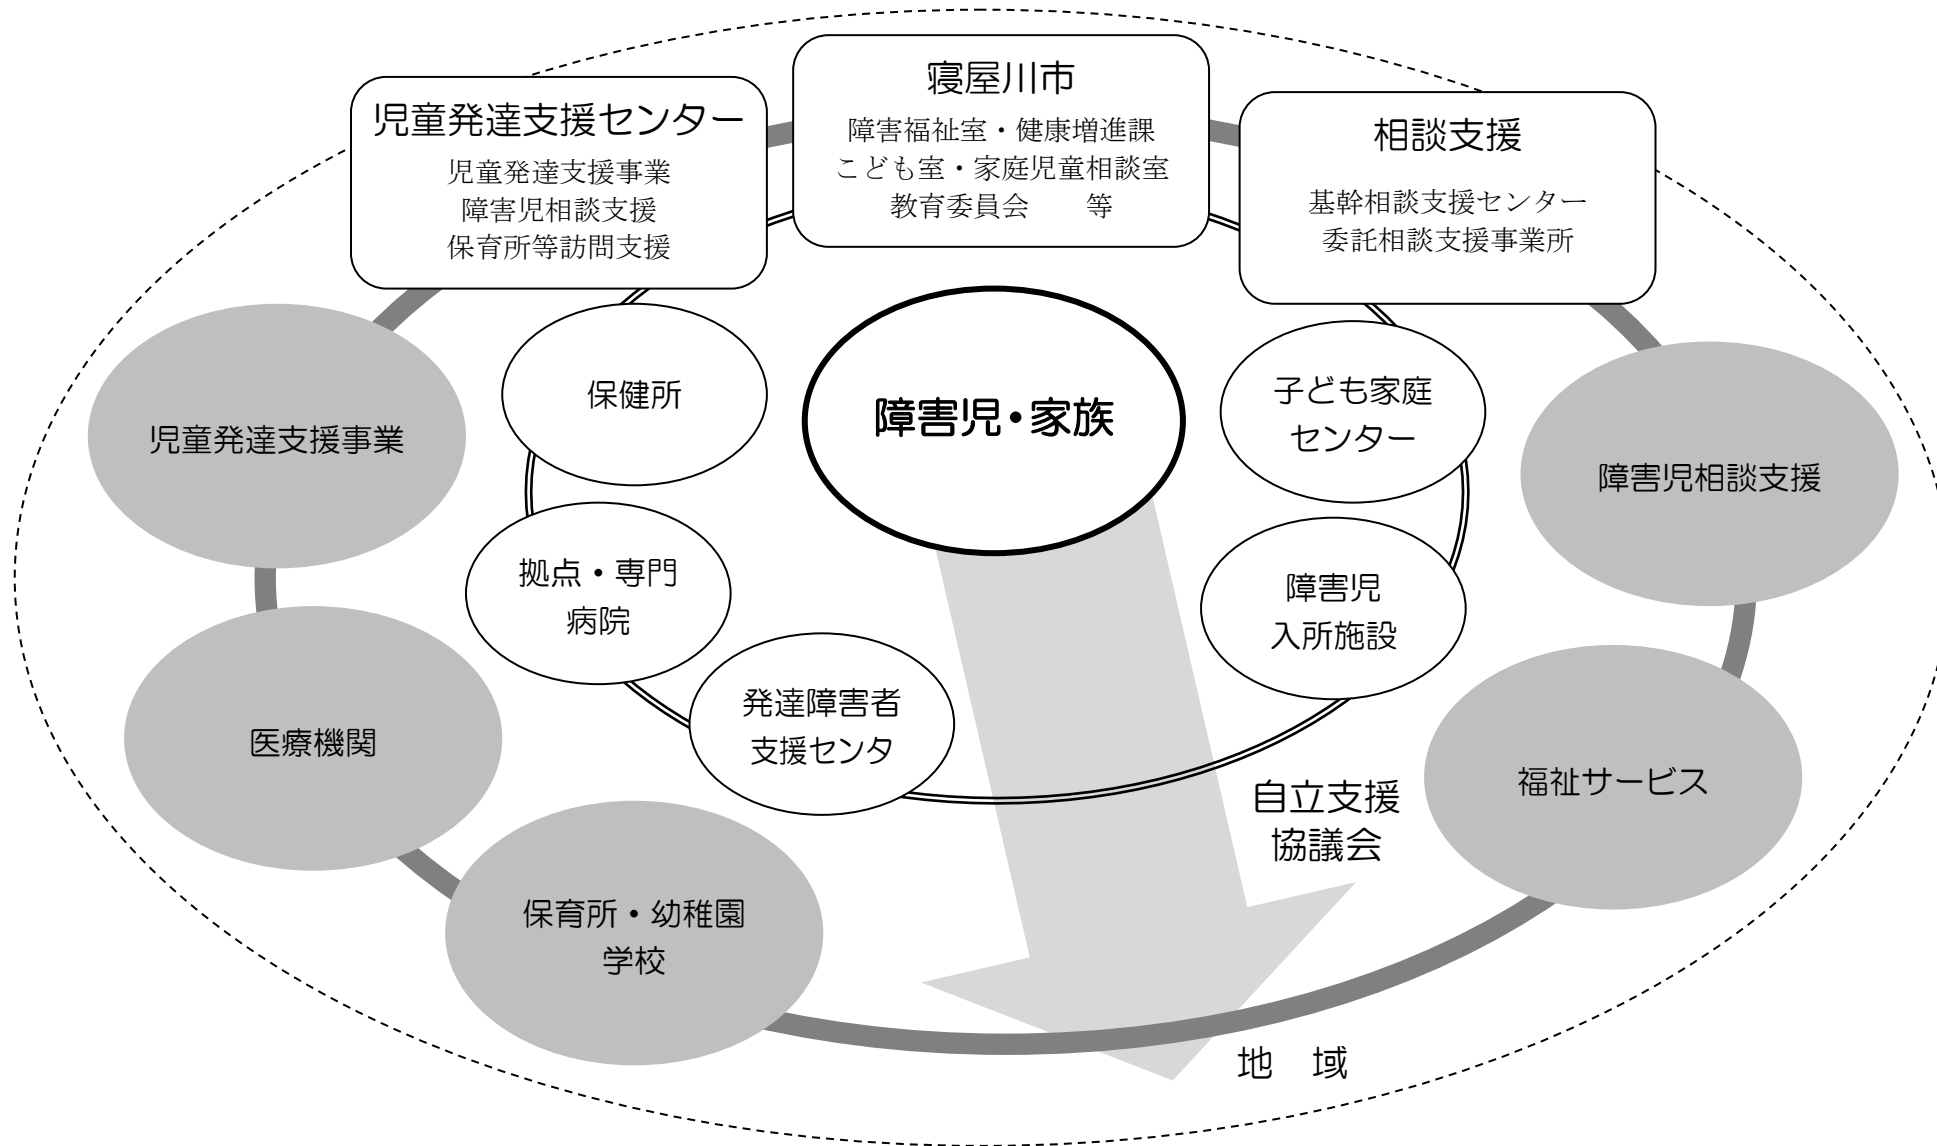 寝屋川市
障害福祉室・健康増進課
こども室・家庭児童相談室
教育委員会　　等
児童発達支援センター
児童発達支援事業
障害児相談支援
保育所等訪問支援
相談支援
基幹相談支援センター
委託相談支援事業所
保健所
障害児・家族
子ども家庭
センター
児童発達支援事業
障害児相談支援
拠点・専門
病院
障害児
入所施設
発達障害者
支援センタ
医療機関
福祉サービス
自立支援
協議会
保育所・幼稚園
学校
地　域